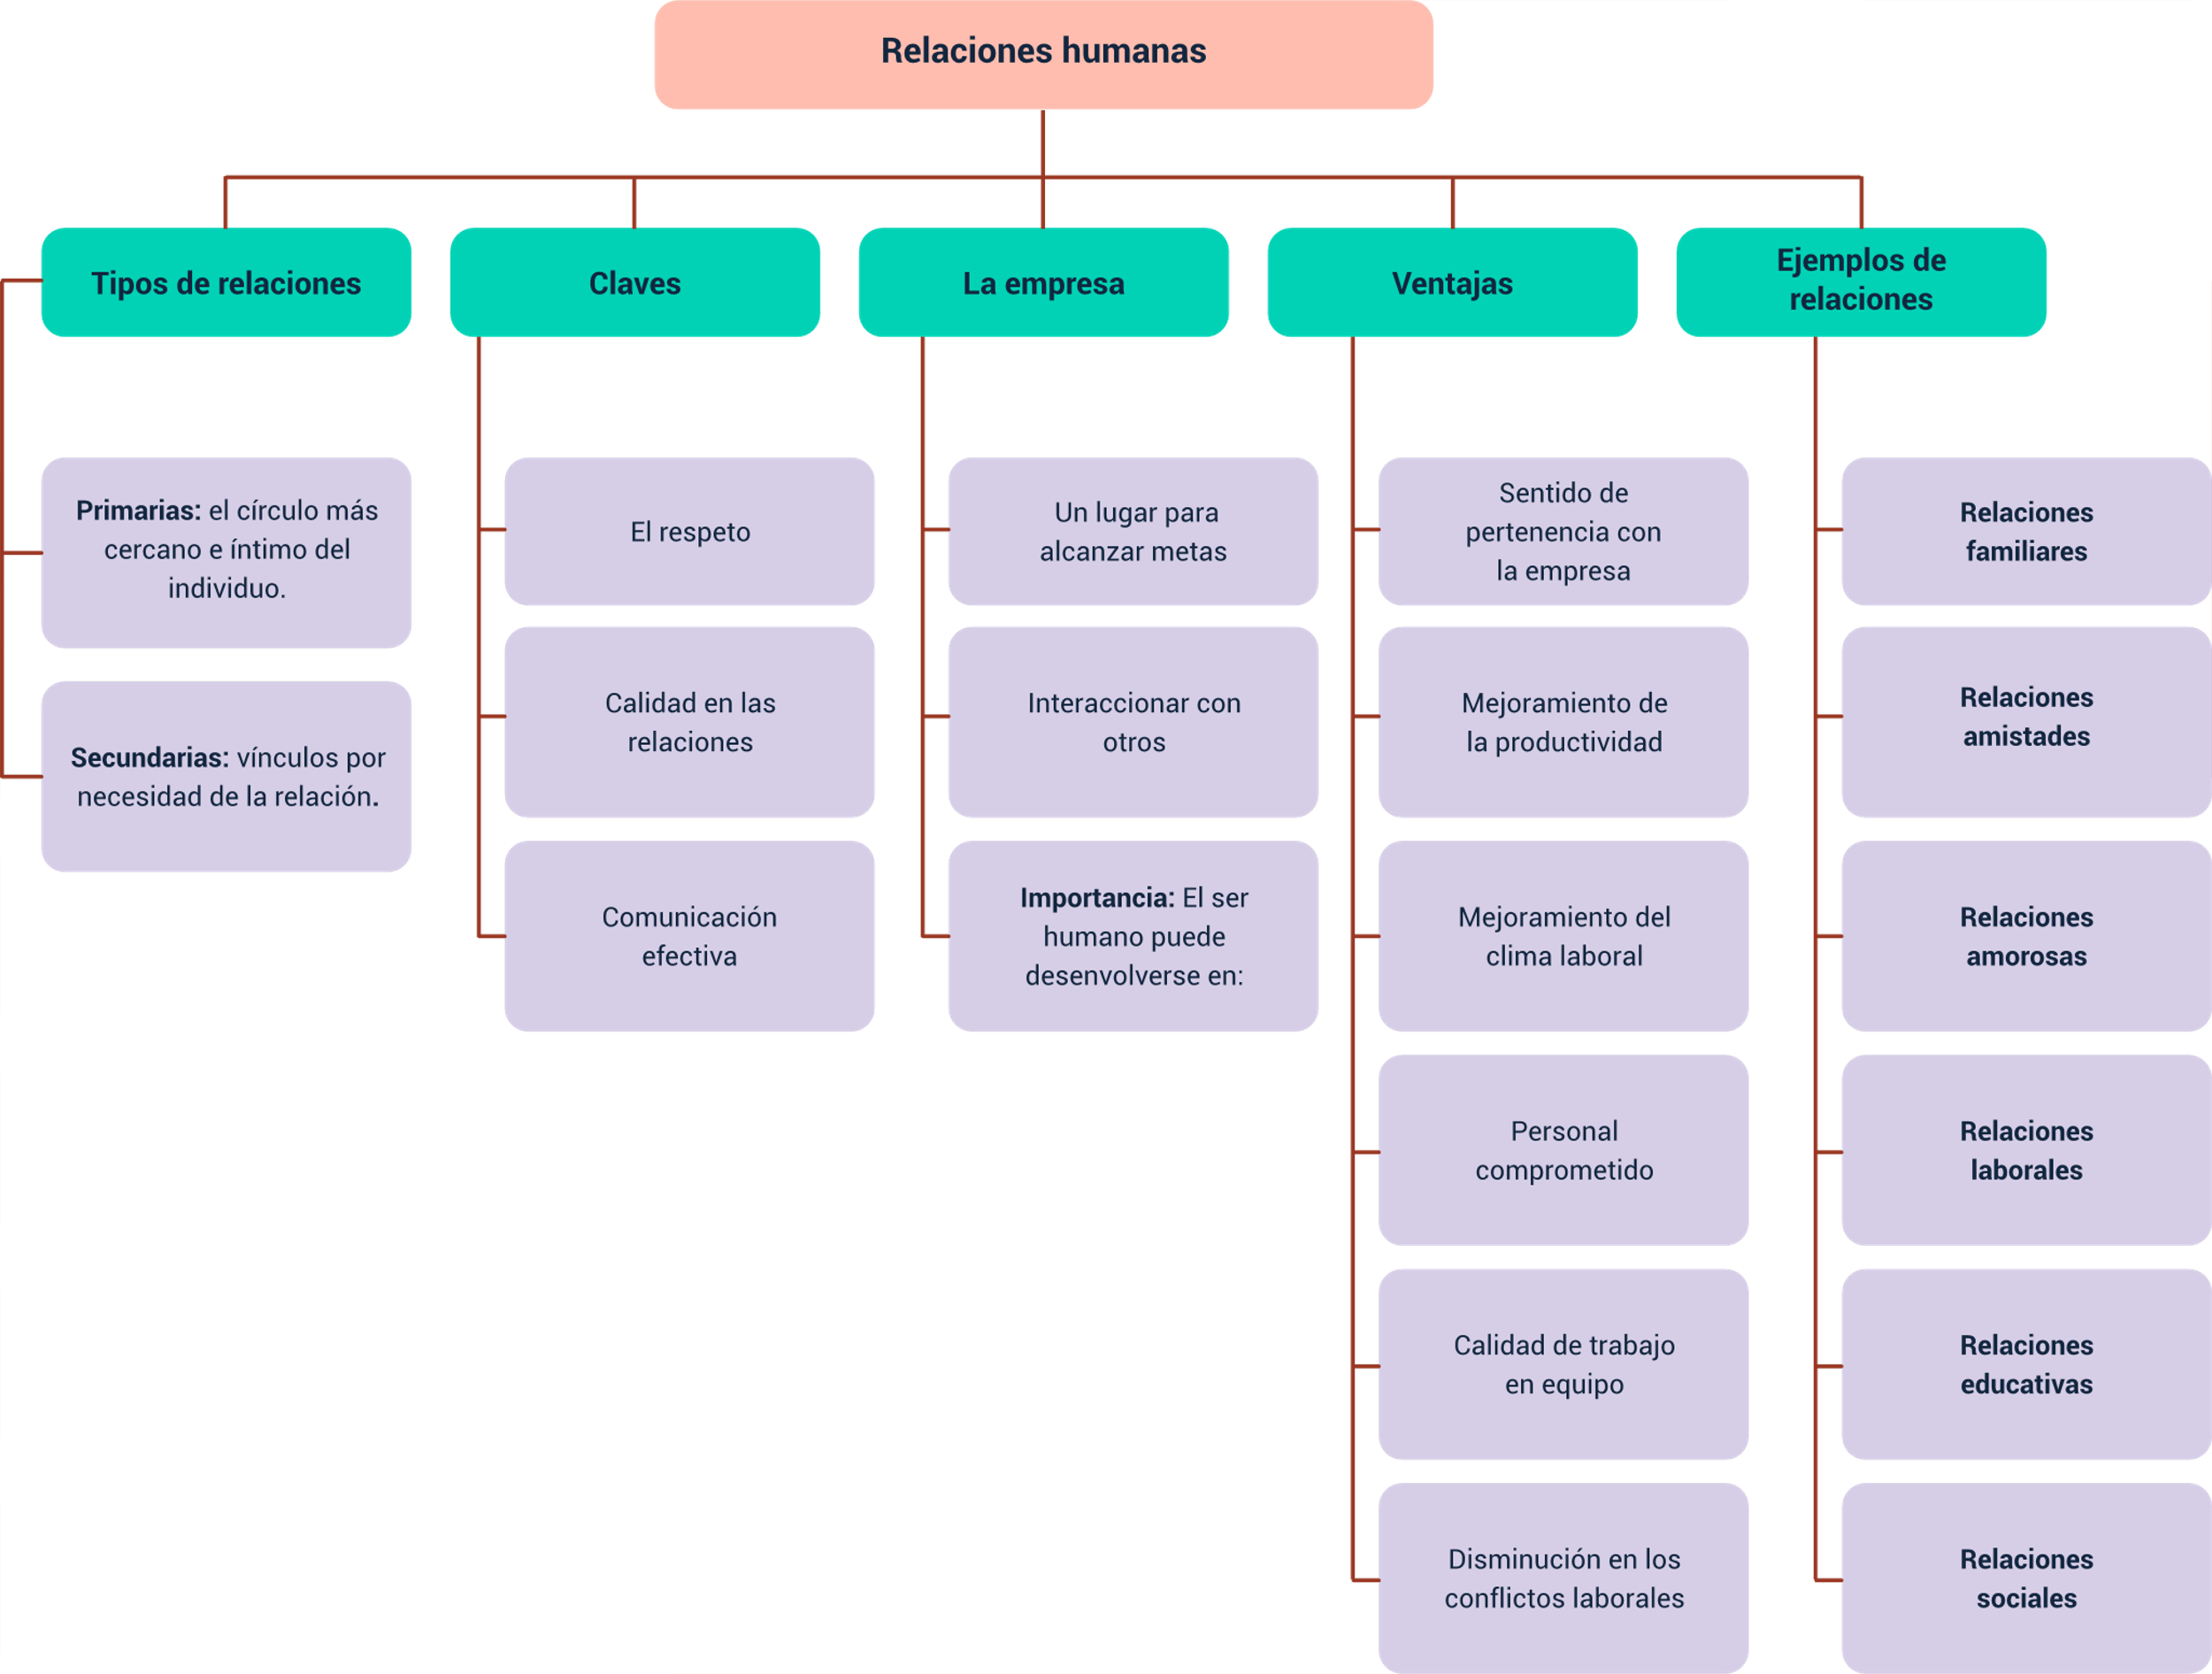 Relaciones humanas
Tipos de relaciones
Primarias: el círculo más
cercano e íntimo del
individuo.
Secundarias: vínculos por
necesidad de la relación.
Claves
El respeto
Calidad en las
relaciones
Comunicación
efectiva
La empresa
Un lugar para
alcanzar metas
Interaccionar con
otros
Importancia: El ser
humano puede
desenvolverse en:
Ventajas
Sentido de
pertenencia con
la empresa
Mejoramiento de
la productividad
Mejoramiento del
clima laboral
Personal
comprometido
Calidad de trabajo
en equipo
Disminución en los
conflictos laborales
Ejemplos de
relaciones
Relaciones
familiares
Relaciones
amistades
Relaciones
amorosas
Relaciones
laborales
Relaciones
educativas
Relaciones
sociales